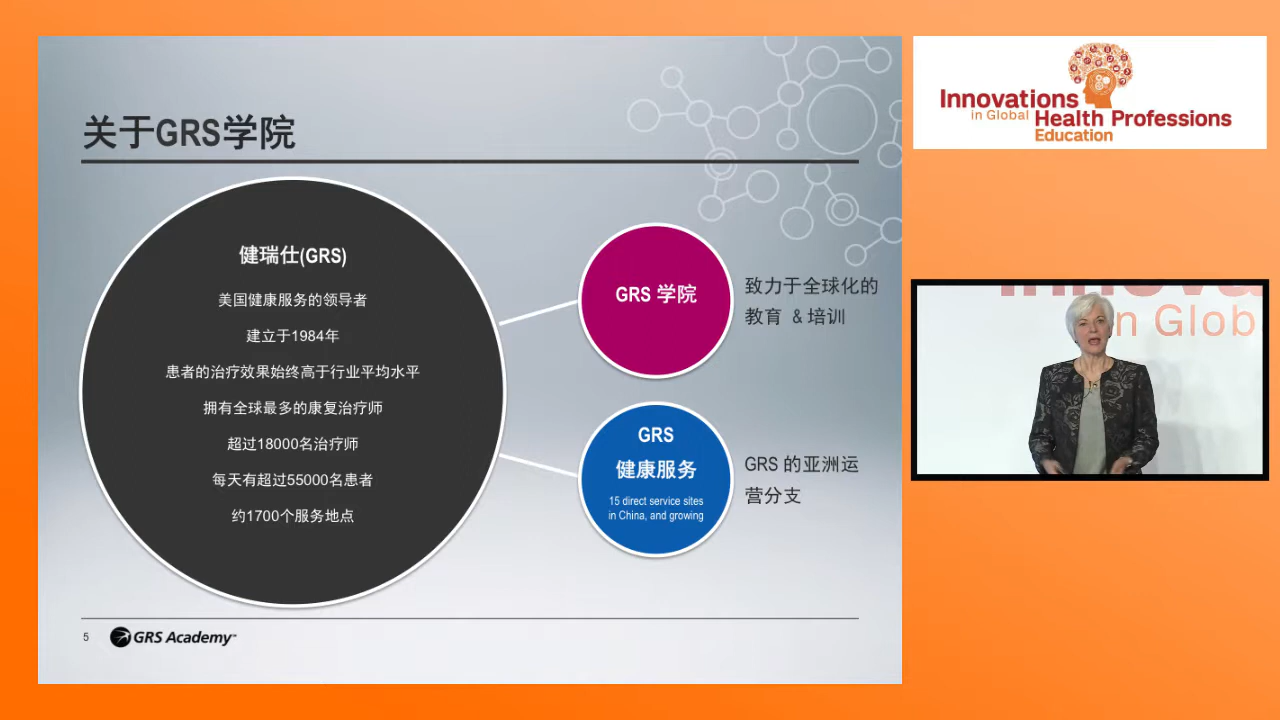 关于GRS学院
健瑞仕(GRS)
美国健康服务的领导者
建立于1984年
患者的治疗效果始终高于行业平均水平
拥有全球最多的康复治疗师
超过18000名治疗师
每天有超过55000名患者
约1700个服务地点
GRS 学院
致力于全球化的
教育 &培训
GRS
健康服务
15 direct service sites
in China, and growing
GRS 的亚洲运
营分支
5
GRS Academy™
Innovations
in Global Health Professions
Education
in Glob